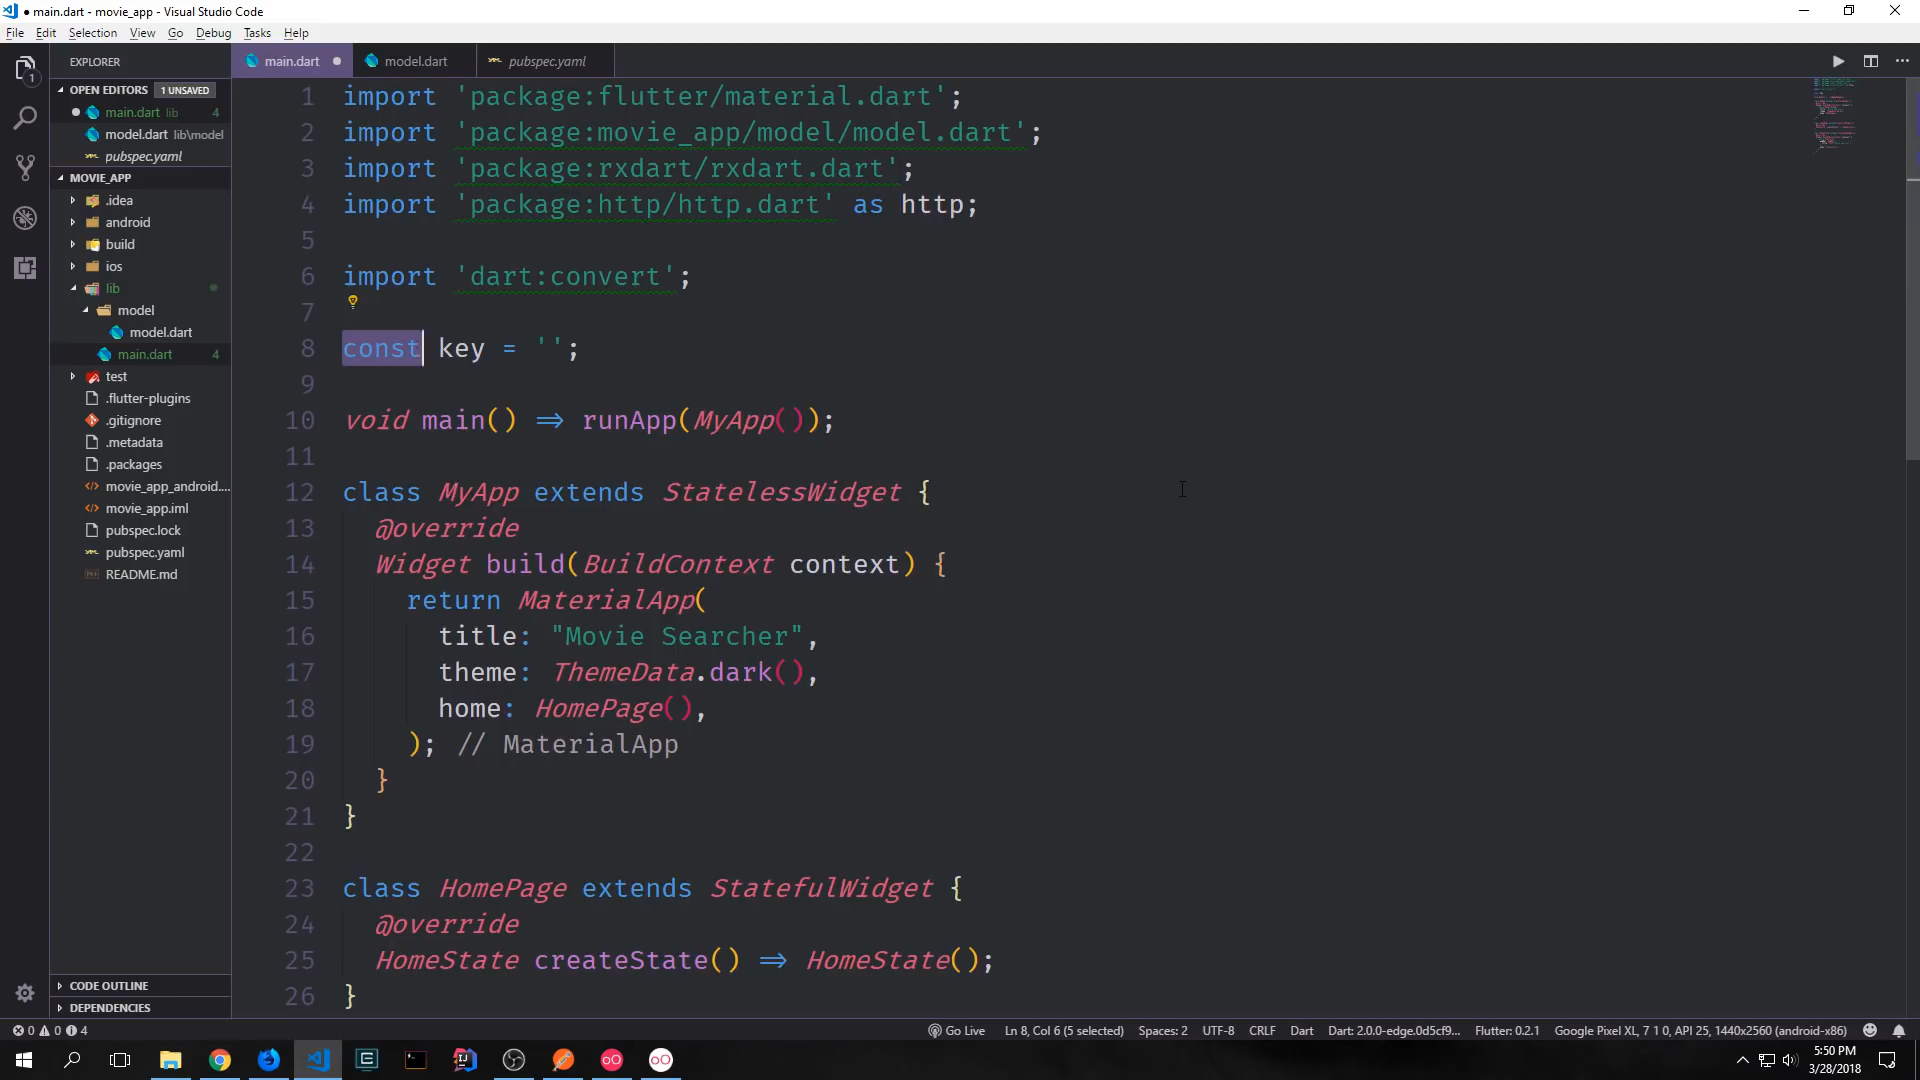 ● main.dart - movie_app - Visual Studio Code
File Edit Selection View Go Debug Tasks Help
EXPLORER
main.dart ● model.dart pubspec.yaml
1
OPEN EDITORS 1 UNSAVED
main.dart lib 4
model.dart lib\model
pubspec.yaml
MOVIE_APP
.idea
android
build
ios
lib
model
model.dart
main.dart 4
test
.flutter-plugins
.gitignore
.metadata
.packages
movie_app_android....
movie_app.iml
pubspec.lock
pubspec.yaml
README.md
CODE OUTLINE
DEPENDENCIES
1 import 'package:flutter/material.dart';
2 import 'package:movie_app/model/model.dart';
3 import 'package:rxdart/rxdart.dart';
4 import 'package:http/http.dart' as http;
5
6 import 'dart:convert';
7
8 const key = '';
9
10 void main() => runApp(MyApp());
11
12 class MyApp extends StatelessWidget {
13 @override
14 Widget build(BuildContext context) {
15 return MaterialApp(
16 title: "Movie Searcher",
17 theme: ThemeData.dark(),
18 home: HomePage(),
19 ); // MaterialApp
20 }
21 }
22
23 class HomePage extends StatefulWidget {
24 @override
25 HomeState createState() => HomeState();
26 }
0 0 4
Go Live Ln 8, Col 6 (5 selected) Spaces: 2 UTF-8 CRLF Dart Dart: 2.0.0-edge.0d5cf9... Flutter: 0.2.1 Google Pixel XL, 7 1 0, API 25, 1440x2560 (android-x86)
5:50 PM
3/28/2018